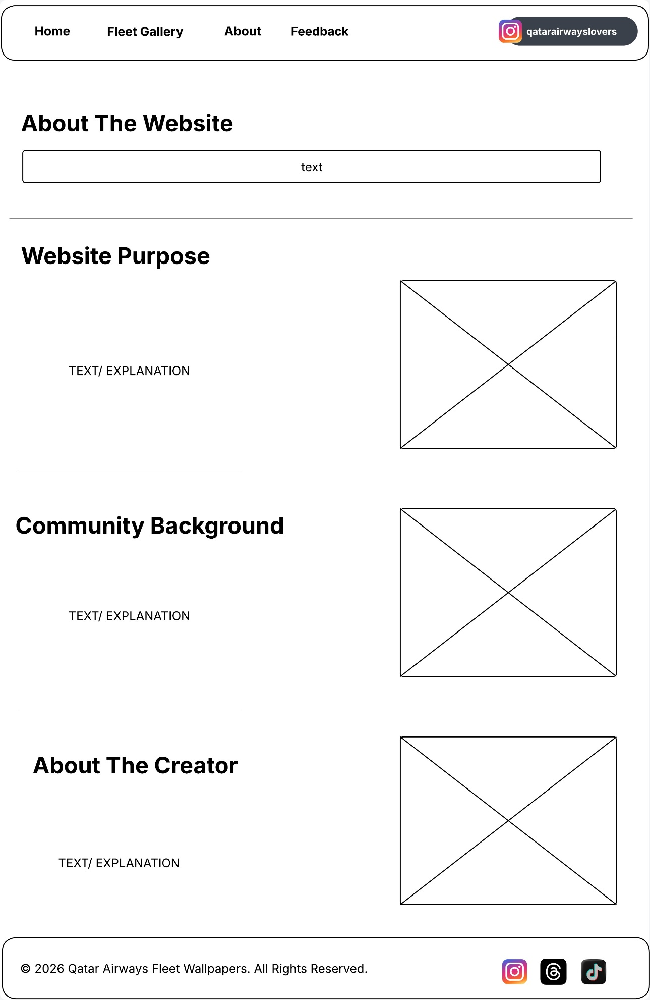 Home
Fleet Gallery
About
Feedback
qatarairwayslovers
About The Website
text
Website Purpose
TEXT/ EXPLANATION
Community Background
TEXT/ EXPLANATION
About The Creator
TEXT/ EXPLANATION
© 2026 Qatar Airways Fleet Wallpapers. All Rights Reserved.